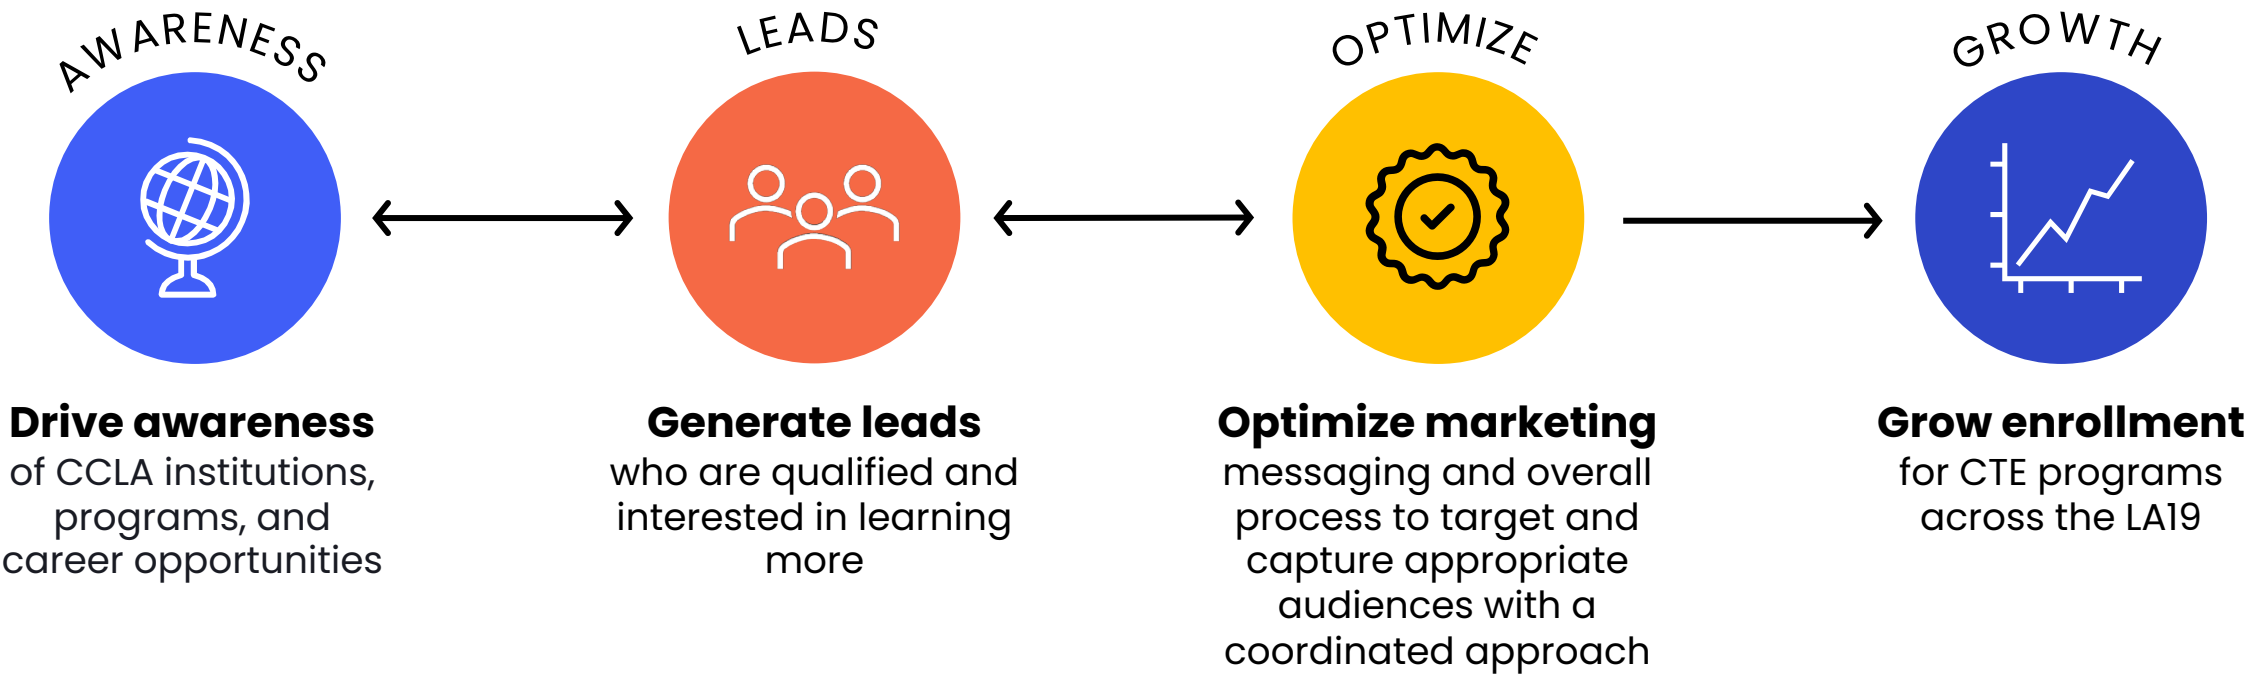 AWARENESS
LEADS
OPTIMIZE
GROWTH
Drive awareness
of CCLA institutions,
programs, and
career opportunities
Generate leads
who are qualified and
interested in learning
more
Optimize marketing
messaging and overall
process to target and
capture appropriate
audiences with a
coordinated approach
Grow enrollment
for CTE programs
across the LA19